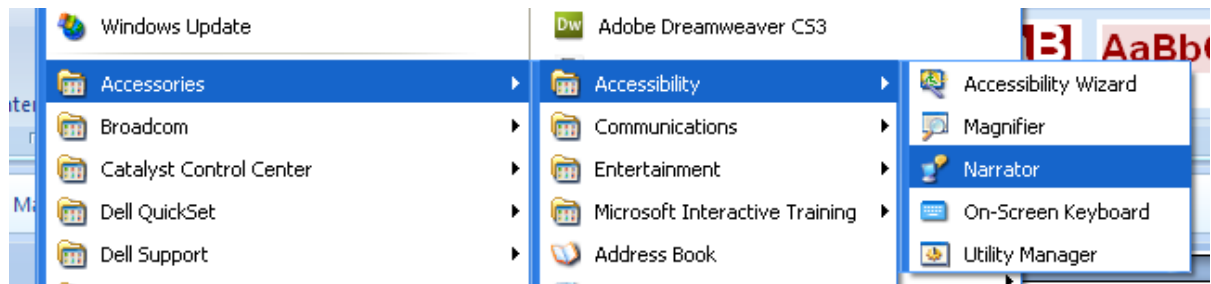 Windows Update
Accessories
Broadcom
Catalyst Control Center
Dell QuickSet
Dell Support
Dw Adobe Dreamweaver CS3
Accessibility
Communications
Entertainment
Microsoft Interactive Training
Address Book
Accessibility Wizard
Magnifier
Narrator
On-Screen Keyboard
Utility Manager
B AaBb